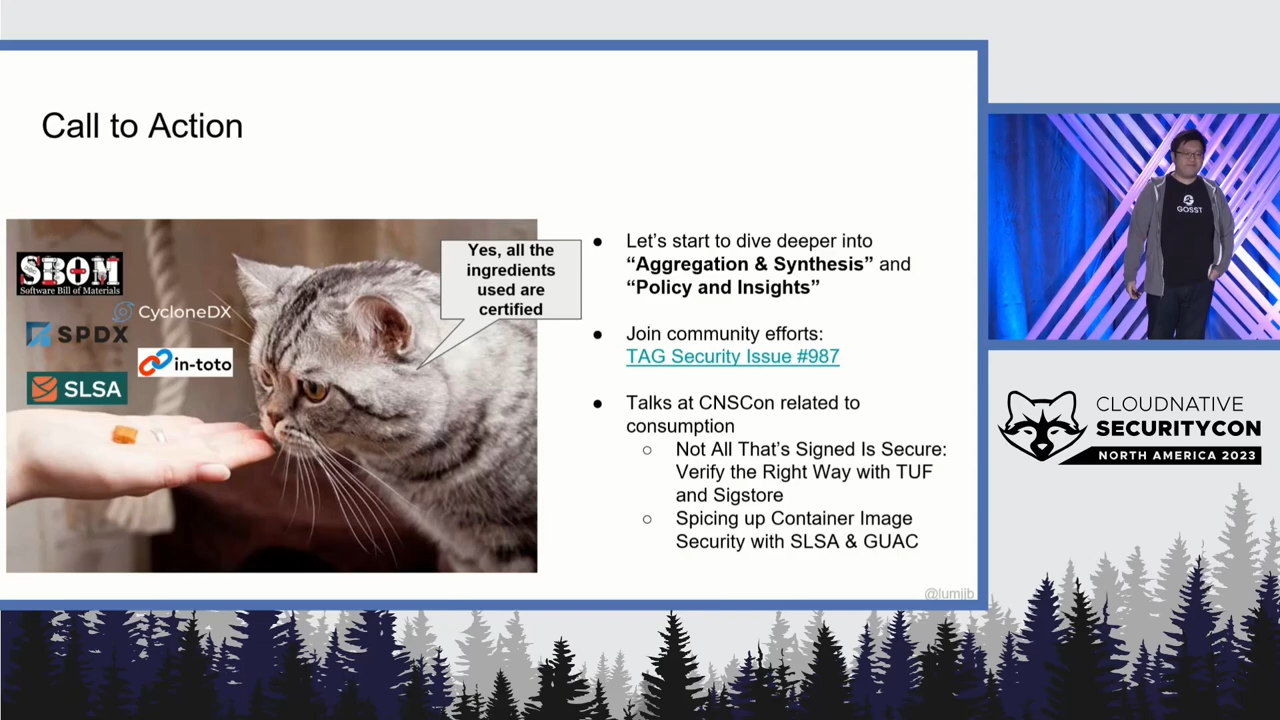 Call to Action
SBOM
Software Bill of Materials
CycloneDX
SPDX
in-toto
SLSA
Yes, all the
ingredients
used are
certified
● Let's start to dive deeper into
“Aggregation & Synthesis” and
“Policy and Insights”
● Join community efforts:
TAG Security Issue #987
● Talks at CNSCon related to
consumption
○ Not All That's Signed Is Secure:
Verify the Right Way with TUF
and Sigstore
○ Spicing up Container Image
Security with SLSA & GUAC
@lumjjb
GOSST
CLOUDNATIVE
SECURITYCON
NORTH AMERICA 2023